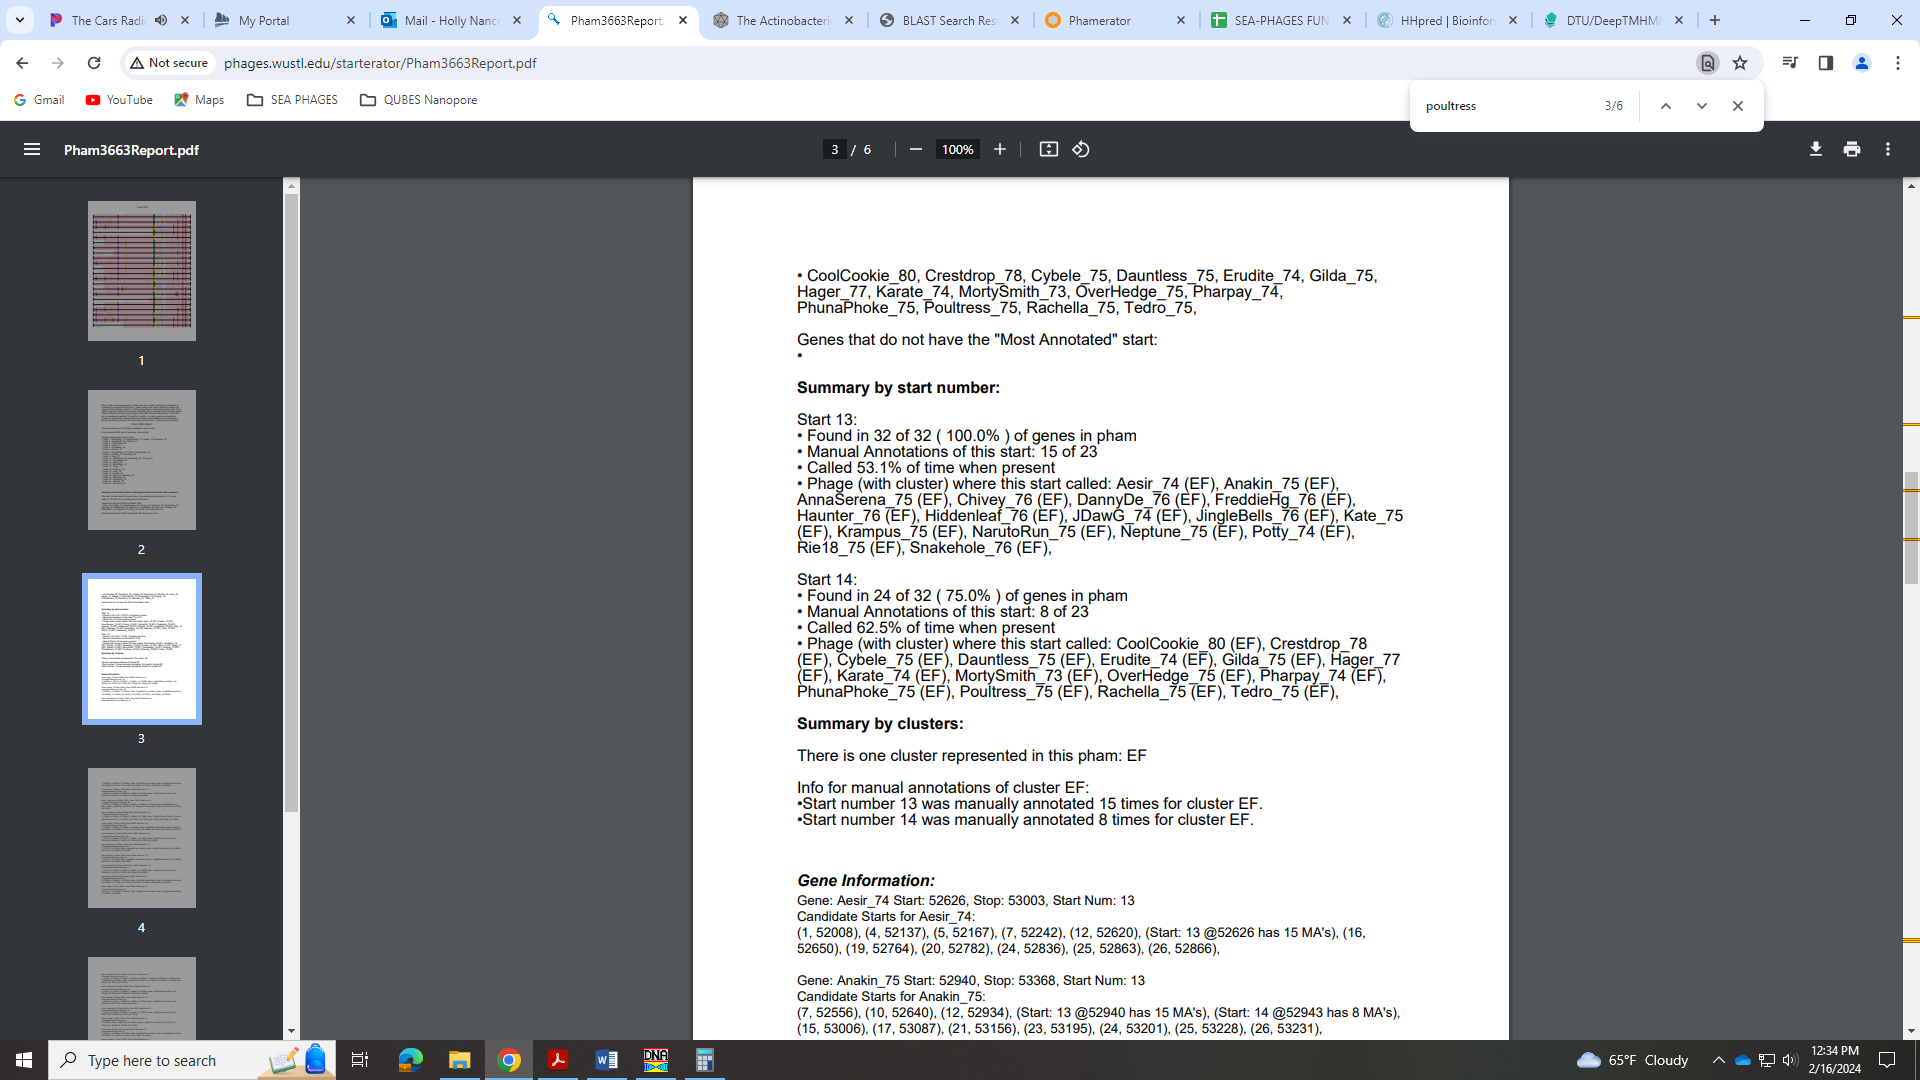 The Cars Radi
My Portal
Mail - Holly Nanc
Pham3663Report.
The Actinobacteri
BLAST Search Res
Phamerator
SEA-PHAGES FUN
HHpred | Bioinfor
DTU/DeepTMHM
Not secure
phages.wustl.edu/starterator/Pham3663Report.pdf
Gmail
YouTube
Maps
SEA PHAGES
QUBES Nanopore
poultress
3/6
Pham3663Report.pdf
3 / 6
100%
1
2
3
4
• CoolCookie_80, Crestdrop_78, Cybele_75, Dauntless_75, Erudite_74, Gilda_75,
Hager_77, Karate_74, MortySmith_73, OverHedge_75, Pharpay_74,
PhunaPhoke_75, Poultress_75, Rachella_75, Tedro_75,
Genes that do not have the "Most Annotated" start:
•
Summary by start number:
Start 13:
• Found in 32 of 32 ( 100.0% ) of genes in pham
• Manual Annotations of this start: 15 of 23
• Called 53.1% of time when present
• Phage (with cluster) where this start called: Aesir_74 (EF), Anakin_75 (EF),
AnnaSerena_75 (EF), Chivey_76 (EF), DannyDe_76 (EF), FreddieHg_76 (EF),
Haunter_76 (EF), Hiddenleaf_76 (EF), JDawG_74 (EF), JingleBells_76 (EF), Kate_75
(EF), Krampus_75 (EF), NarutoRun_75 (EF), Neptune_75 (EF), Potty_74 (EF),
Rie18_75 (EF), Snakehole_76 (EF),
Start 14:
• Found in 24 of 32 ( 75.0% ) of genes in pham
• Manual Annotations of this start: 8 of 23
• Called 62.5% of time when present
• Phage (with cluster) where this start called: CoolCookie_80 (EF), Crestdrop_78
(EF), Cybele_75 (EF), Dauntless_75 (EF), Erudite_74 (EF), Gilda_75 (EF), Hager_77
(EF), Karate_74 (EF), MortySmith_73 (EF), OverHedge_75 (EF), Pharpay_74 (EF),
PhunaPhoke_75 (EF), Poultress_75 (EF), Rachella_75 (EF), Tedro_75 (EF),
Summary by clusters:
There is one cluster represented in this pham: EF
Info for manual annotations of cluster EF:
•Start number 13 was manually annotated 15 times for cluster EF.
•Start number 14 was manually annotated 8 times for cluster EF.
Gene Information:
Gene: Aesir_74 Start: 52626, Stop: 53003, Start Num: 13
Candidate Starts for Aesir_74:
(1, 52008), (4, 52137), (5, 52167), (7, 52242), (12, 52620), (Start: 13 @52626 has 15 MA's), (16,
52650), (19, 52764), (20, 52782), (24, 52836), (25, 52863), (26, 52866),
Gene: Anakin_75 Start: 52940, Stop: 53368, Start Num: 13
Candidate Starts for Anakin_75:
(7, 52556), (10, 52640), (12, 52934), (Start: 13 @52940 has 15 MA's), (Start: 14 @52943 has 8 MA's),
(15, 53006), (17, 53087), (21, 53156), (23, 53195), (24, 53201), (25, 53228), (26, 53231),
Type here to search
DNA
65°F Cloudy
12:34 PM
2/16/2024